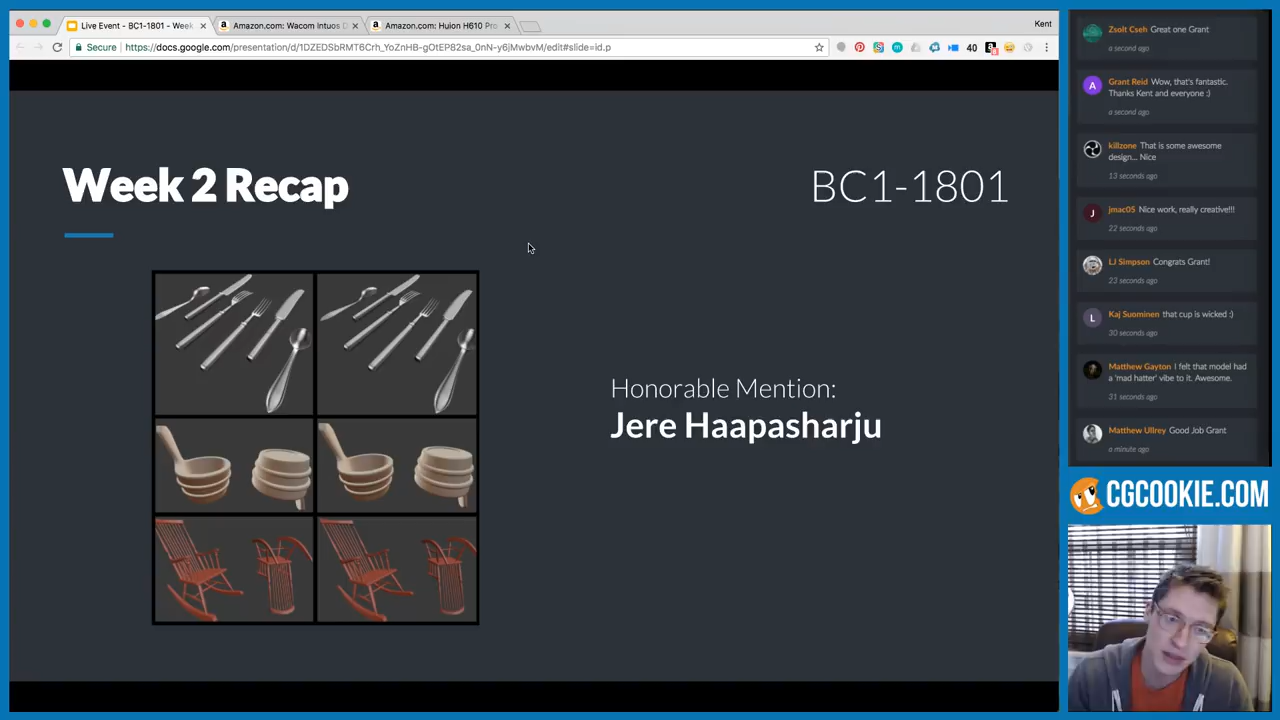 Live Event - BC1-1801 - Week
Amazon.com: Wacom Intuos D
Amazon.com: Huion H610 Pro
Kent
Secure
https://docs.google.com/presentation/d/1DZEDSbRMT6Crh_YoZnHB-gOtEP82sa_0nN-y6jMwbvM/edit#slide=id.p
40
Week 2 Recap
BC1-1801
Honorable Mention:
Jere Haapasharju
Zsolt Cseh Great one Grant
a second ago
A
Grant Reid Wow, that's fantastic.
Thanks Kent and everyone :)
a second ago
killzone That is some awesome
design... Nice
13 seconds ago
J
jmac05 Nice work, really creative!!!
22 seconds ago
LJ Simpson Congrats Grant!
23 seconds ago
L
Kaj Suominen that cup is wicked :)
30 seconds ago
Matthew Gayton I felt that model had
a 'mad hatter' vibe to it. Awesome.
31 seconds ago
Matthew Ullrey Good Job Grant
a minute ago
CGCOOKIE.COM